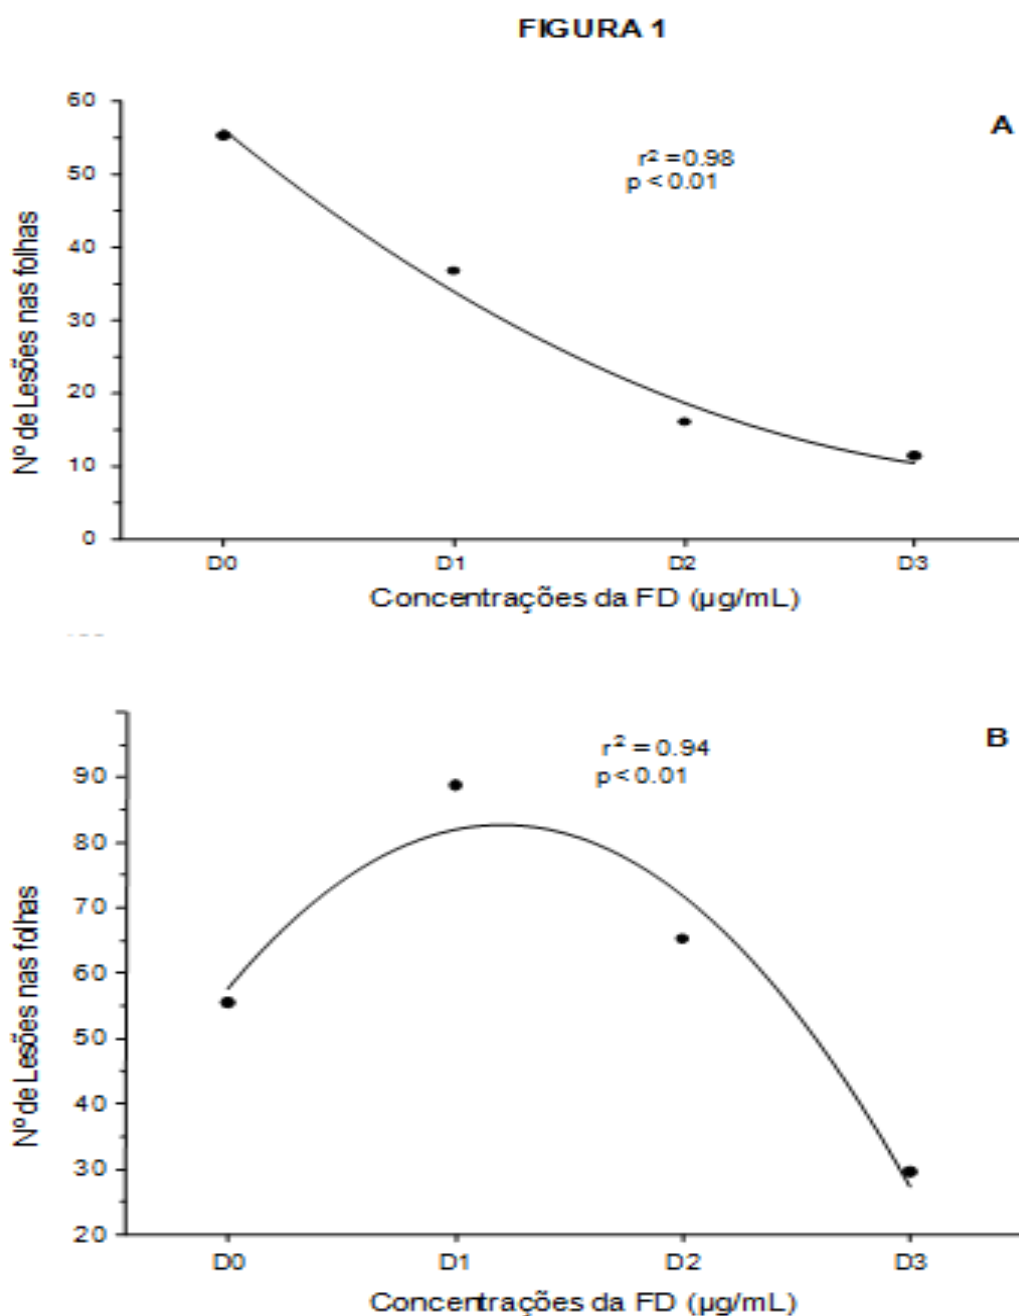 FIGURA 1
A
r² = 0.98
p < 0.01
60
50
40
30
20
10
0
Nº de Lesões nas folhas
D0 D1 D2 D3
Concentrações da FD (µg/mL)
B
r² = 0.94
p < 0.01
90
80
70
60
50
40
30
20
Nº de Lesões nas folhas
D0 D1 D2 D3
Concentrações da FD (µg/mL)